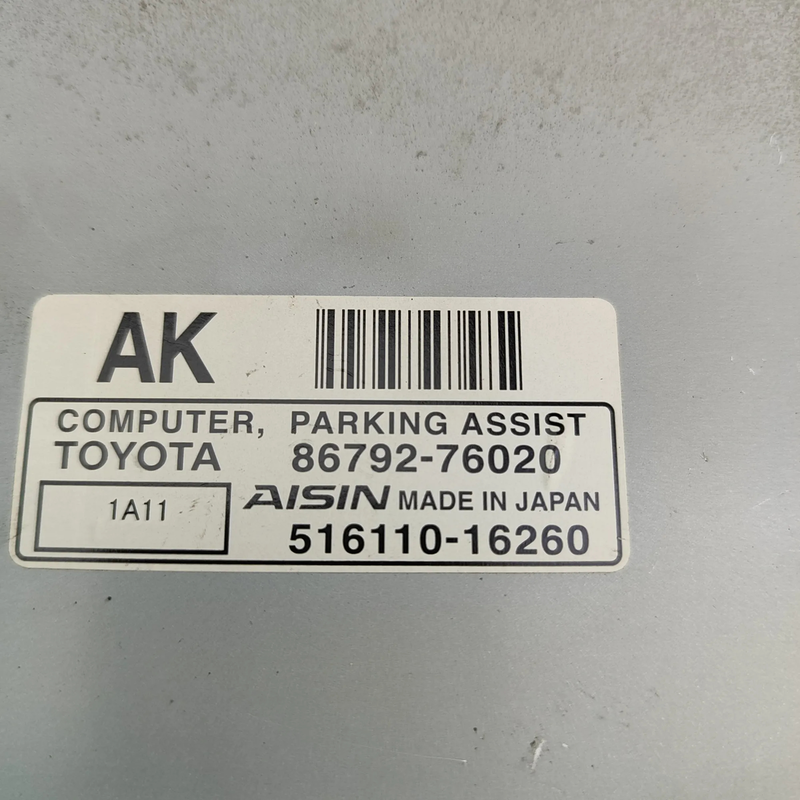 AK
COMPUTER, PARKING ASSIST
TOYOTA 86792-76020
1A11
AISIN MADE IN JAPAN
516110-16260